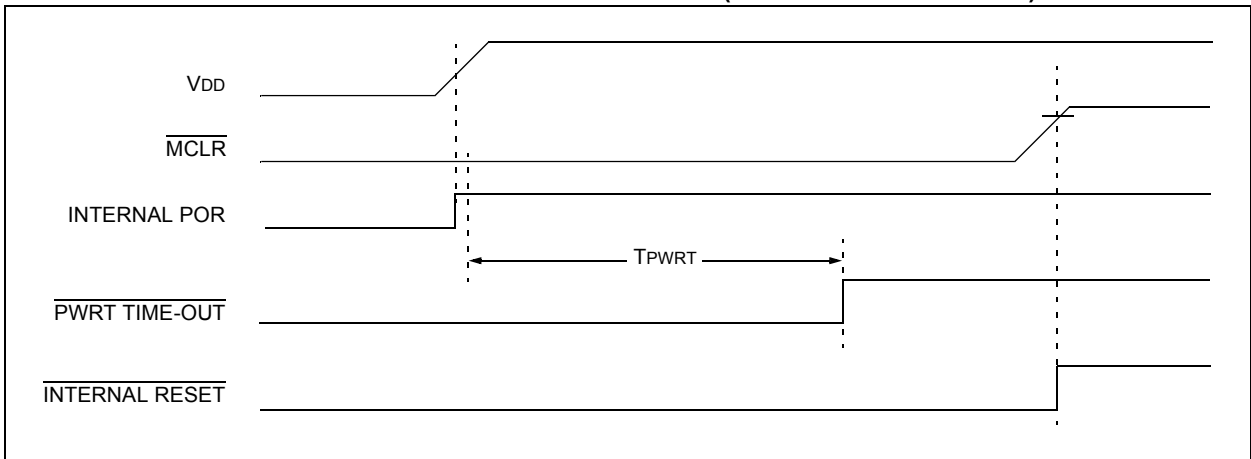 VDD
MCLR
INTERNAL POR
TPWRT
PWRT TIME-OUT
INTERNAL RESET